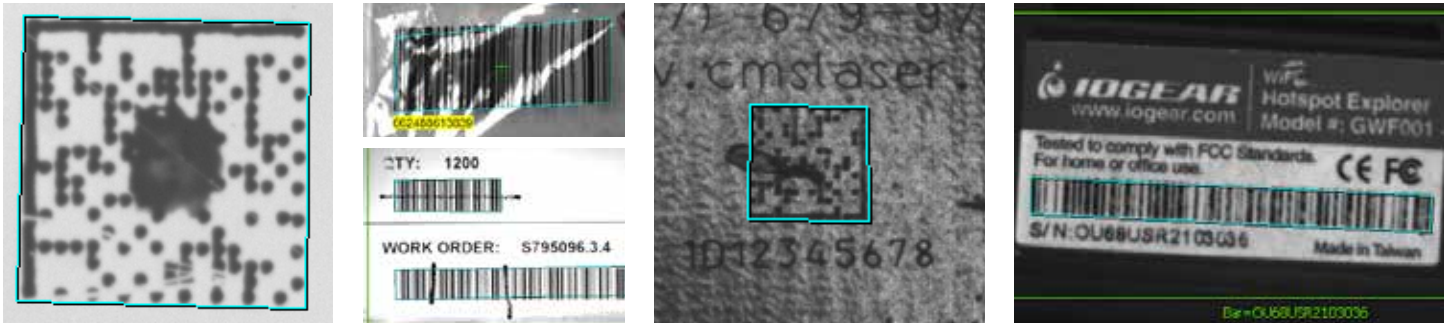 002488613839
QTY: 1200
WORK ORDER: S795096.3.4
v.cmslaser.
1D12345678
IOGEAR
www.iogear.com
WiFi
Hotspot Explorer
Model #: GWF001
Tested to comply with FCC Standards.
For home or office use.
CE FC
S/N:OU68USR2103036
Made in Taiwan
Bar=OU68USR2103036